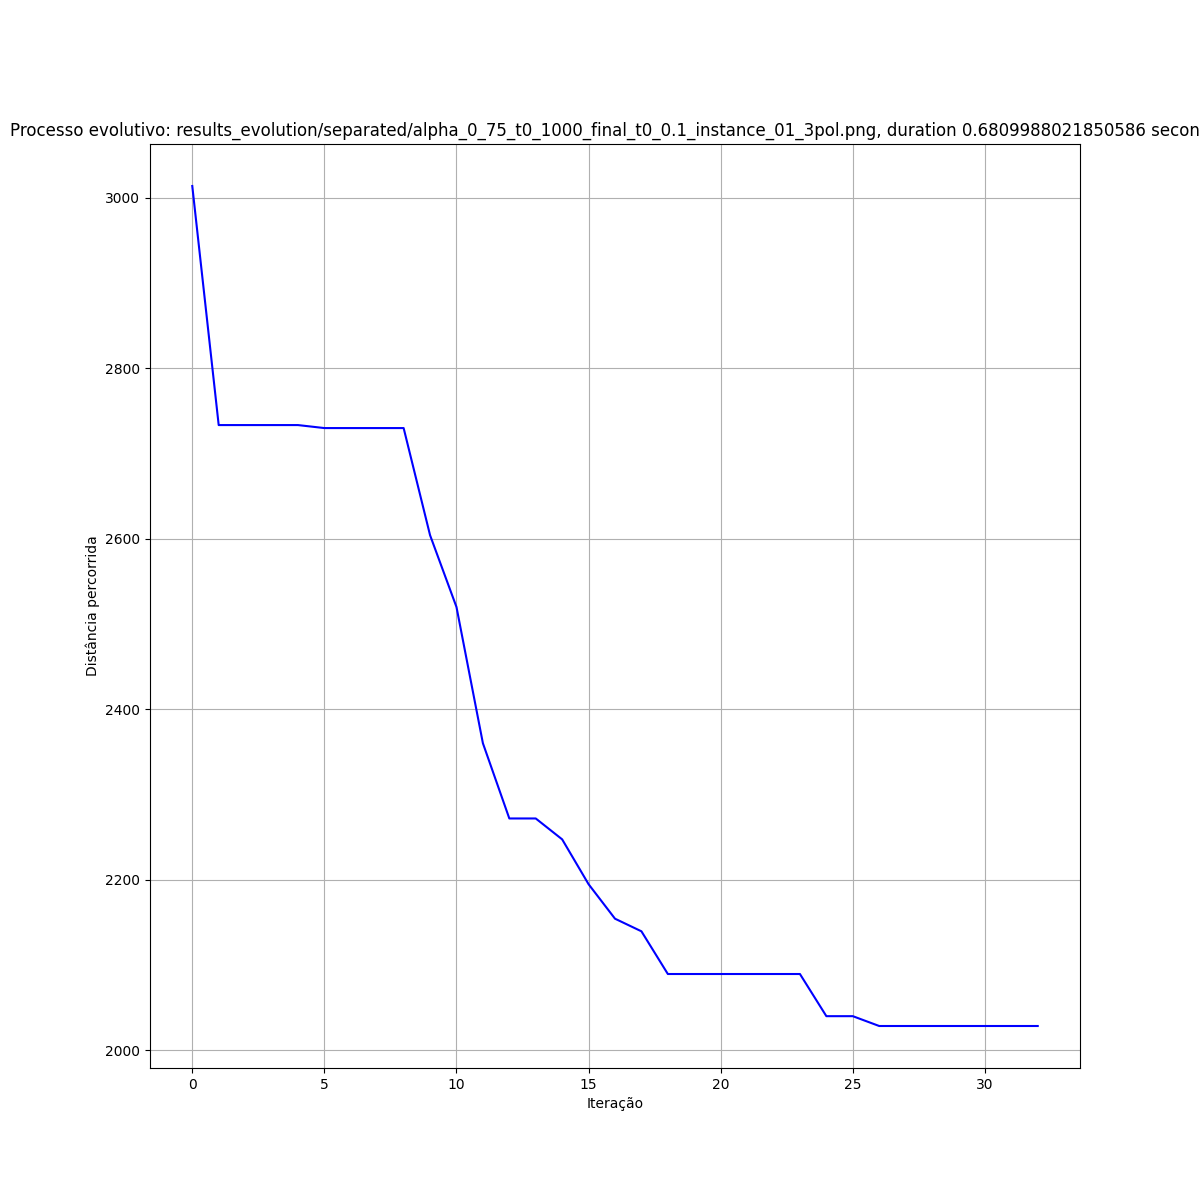 Processo evolutivo: results_evolution/separated/alpha_0_75_t0_1000_final_t0_0.1_instance_01_3pol.png, duration 0.6809988021850586 secon
3000
2800
2600
2400
2200
2000
Distância percorrida
0 5 10 15 20 25 30
Iteração